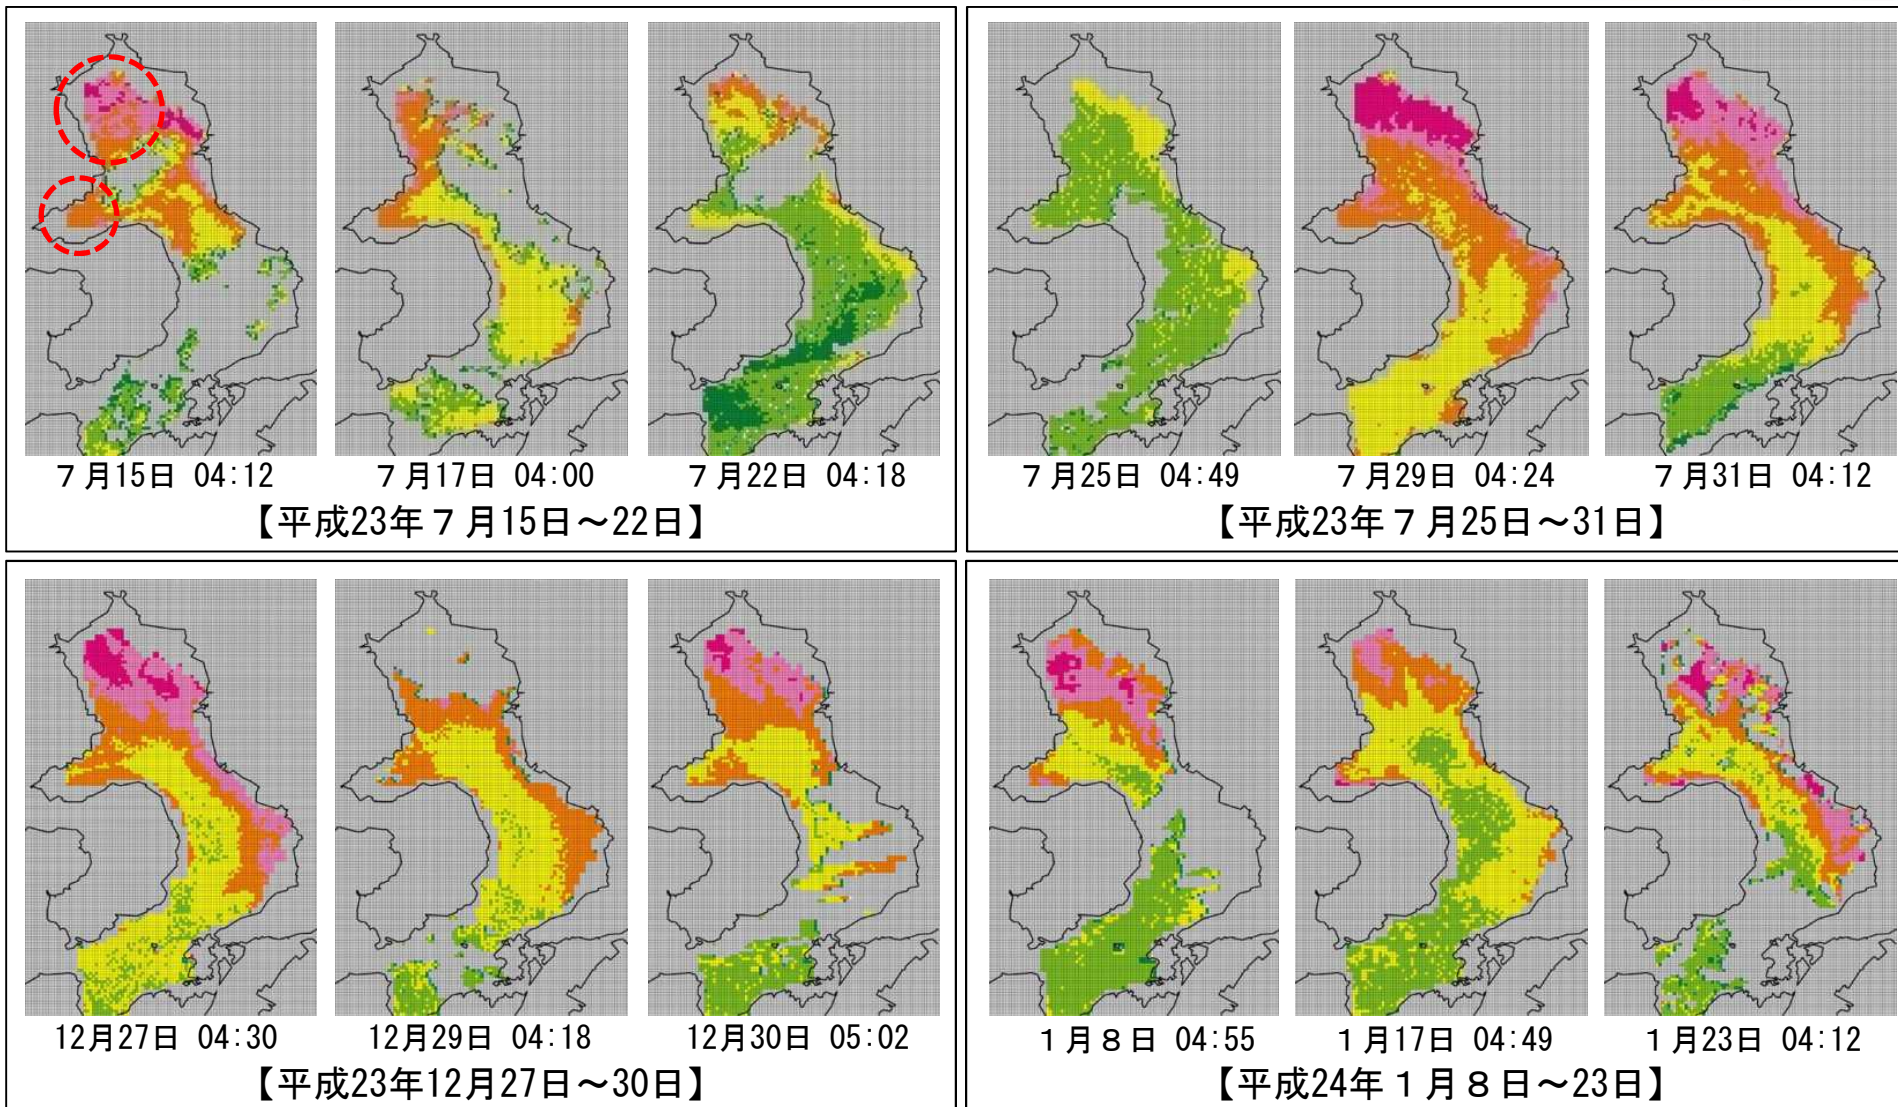 ７月15日 04:12
７月17日 04:00
７月22日 04:18
【平成23年７月15日～22日】
７月25日 04:49
７月29日 04:24
７月31日 04:12
【平成23年７月25日～31日】
12月27日 04:30
12月29日 04:18
12月30日 05:02
【平成23年12月27日～30日】
１月８日 04:55
１月17日 04:49
１月23日 04:12
【平成24年１月８日～23日】